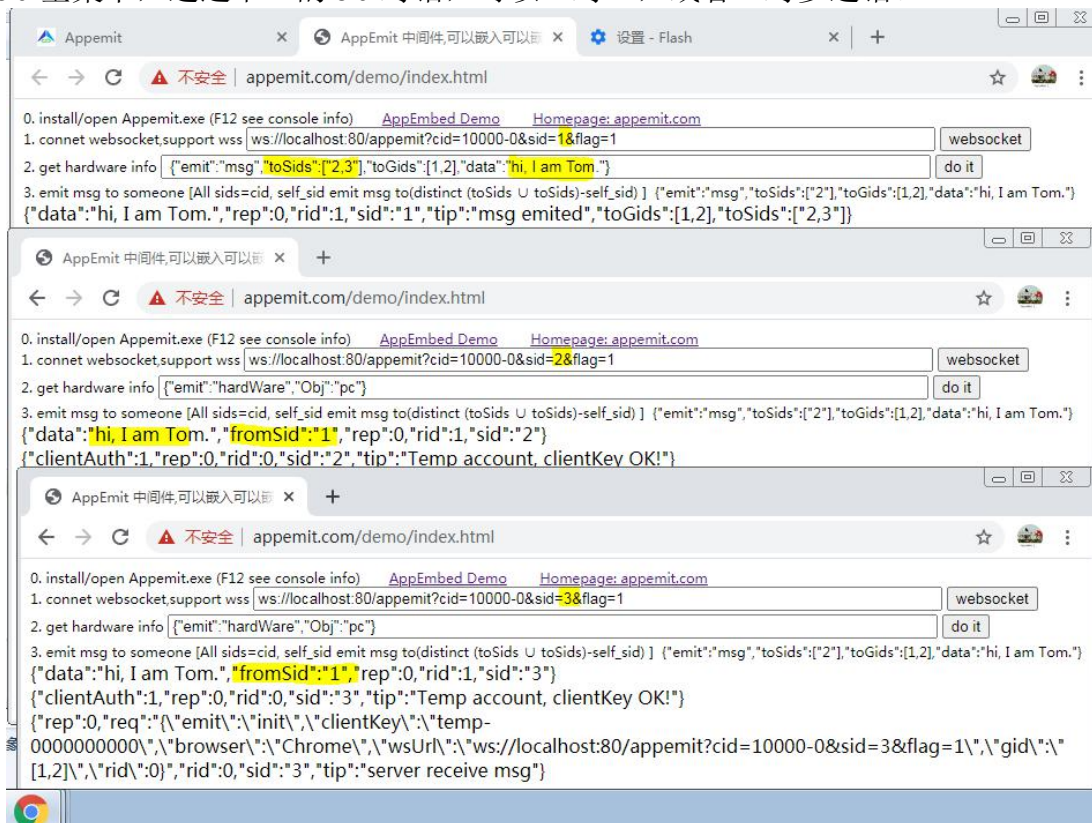 Appemit
AppEmit 中间件,可以嵌入可以
设置 - Flash
不安全 | appemit.com/demo/index.html
0. install/open Appemit.exe (F12 see console info) AppEmbed Demo Homepage: appemit.com
1. connet websocket,support wss ws://localhost:80/appemit?cid=10000-0&sid=1&flag=1 websocket
2. get hardware info {"emit":"msg","toSids":["2,3"],"toGids":[1,2],"data":"hi, I am Tom."} do it
3. emit msg to someone [All sids=cid, self_sid emit msg to(distinct (toSids ∪ toSids)-self_sid) ] {"emit":"msg","toSids":["2"],"toGids":[1,2],"data":"hi, I am Tom."}
{"data":"hi, I am Tom.","rep":0,"rid":1,"sid":"1","tip":"msg emited","toGids":[1,2],"toSids":["2,3"]}
AppEmit 中间件,可以嵌入可以
不安全 | appemit.com/demo/index.html
0. install/open Appemit.exe (F12 see console info) AppEmbed Demo Homepage: appemit.com
1. connet websocket,support wss ws://localhost:80/appemit?cid=10000-0&sid=2&flag=1 websocket
2. get hardware info {"emit":"hardWare","Obj":"pc"} do it
3. emit msg to someone [All sids=cid, self_sid emit msg to(distinct (toSids ∪ toSids)-self_sid) ] {"emit":"msg","toSids":["2"],"toGids":[1,2],"data":"hi, I am Tom."}
{"data":"hi, I am Tom.","fromSid":"1","rep":0,"rid":1,"sid":"2"}
{"clientAuth":1,"rep":0,"rid":0,"sid":"2","tip":"Temp account, clientKey OK!"}
AppEmit 中间件,可以嵌入可以
不安全 | appemit.com/demo/index.html
0. install/open Appemit.exe (F12 see console info) AppEmbed Demo Homepage: appemit.com
1. connet websocket,support wss ws://localhost:80/appemit?cid=10000-0&sid=3&flag=1 websocket
2. get hardware info {"emit":"hardWare","Obj":"pc"} do it
3. emit msg to someone [All sids=cid, self_sid emit msg to(distinct (toSids ∪ toSids)-self_sid) ] {"emit":"msg","toSids":["2"],"toGids":[1,2],"data":"hi, I am Tom."}
{"data":"hi, I am Tom.","fromSid":"1","rep":0,"rid":1,"sid":"3"}
{"clientAuth":1,"rep":0,"rid":0,"sid":"3","tip":"Temp account, clientKey OK!"}
{"rep":0,"req":"{\"emit\":\"init\",\"clientKey\":\"temp-
0000000000\",\"browser\":\"Chrome\",\"wsUrl\":\"ws://localhost:80/appemit?cid=10000-0&sid=3&flag=1\",\"gid\":\"
[1,2]\",\"rid\":0}","rid":0,"sid":"3","tip":"server receive msg"}